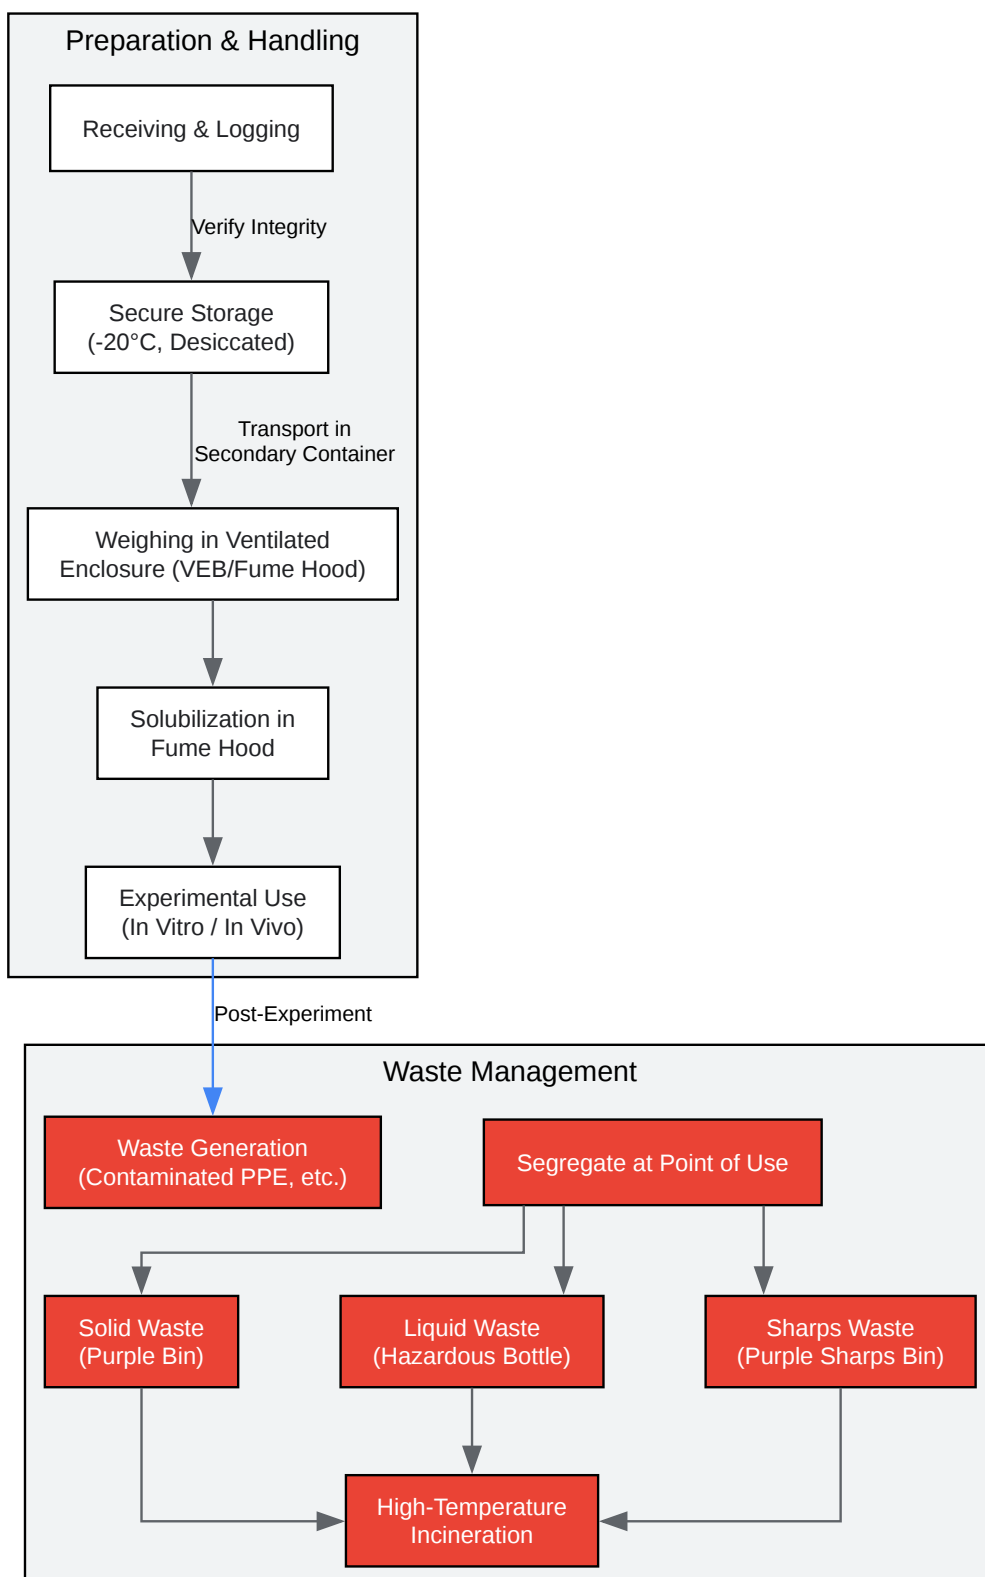 Preparation & Handling
Receiving & Logging
Verify Integrity
Secure Storage
(-20°C, Desiccated)
Transport in
Secondary Container
Weighing in Ventilated
Enclosure (VEB/Fume Hood)
Solubilization in
Fume Hood
Experimental Use
(In Vitro / In Vivo)
Post-Experiment
Waste Management
Waste Generation
(Contaminated PPE, etc.)
Segregate at Point of Use
Solid Waste
(Purple Bin)
Liquid Waste
(Hazardous Bottle)
Sharps Waste
(Purple Sharps Bin)
High-Temperature
Incineration